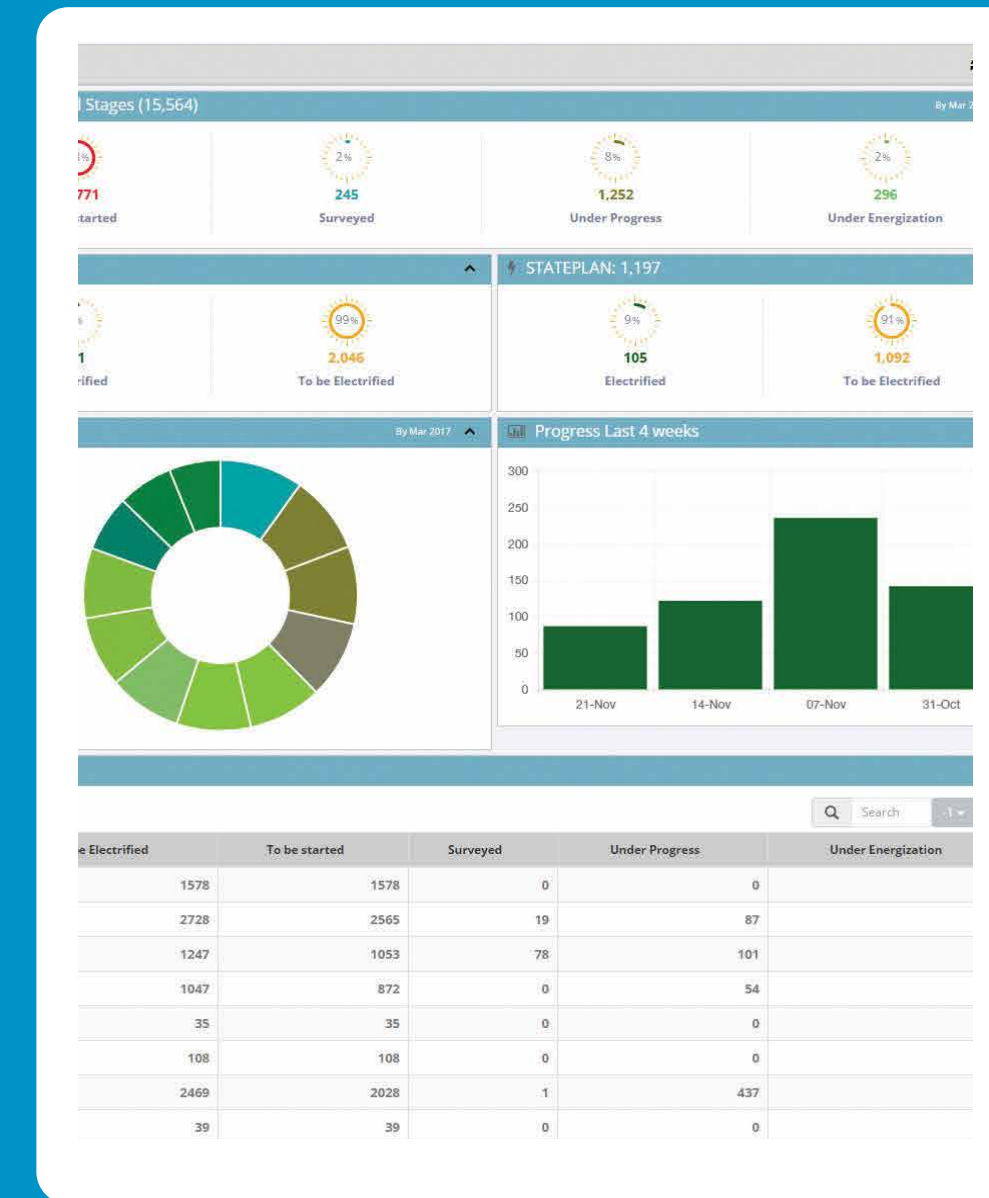 Stages (15,564) By Mar
2% 8% 2%
771 245 1,252 296
started Surveyed Under Progress Under Energization
STATEPLAN: 1,197
99% 9% 91%
1 2,046 105 1,092
rified To be Electrified Electrified To be Electrified
By Mar 2017 Progress Last 4 weeks
300
250
200
150
100
50
0
21-Nov 14-Nov 07-Nov 31-Oct
Search -1
e Electrified To be started Surveyed Under Progress Under Energization
1578 1578 0 0
2728 2565 19 87
1247 1053 78 101
1047 872 0 54
35 35 0 0
108 108 0 0
2469 2028 1 437
39 39 0 0